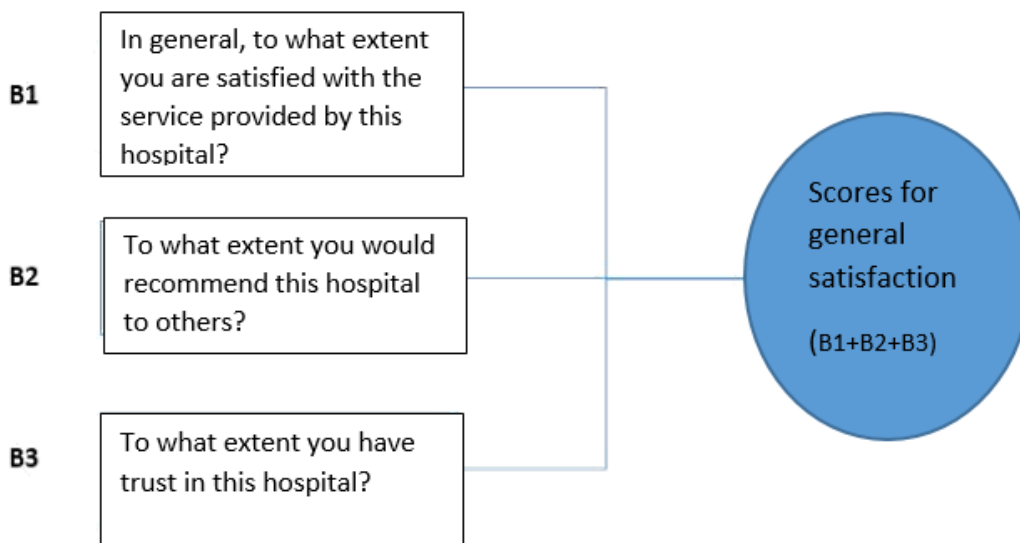 B1
In general, to what extent
you are satisfied with the
service provided by this
hospital?
B2
To what extent you would
recommend this hospital
to others?
B3
To what extent you have
trust in this hospital?
Scores for
general
satisfaction
(B1+B2+B3)